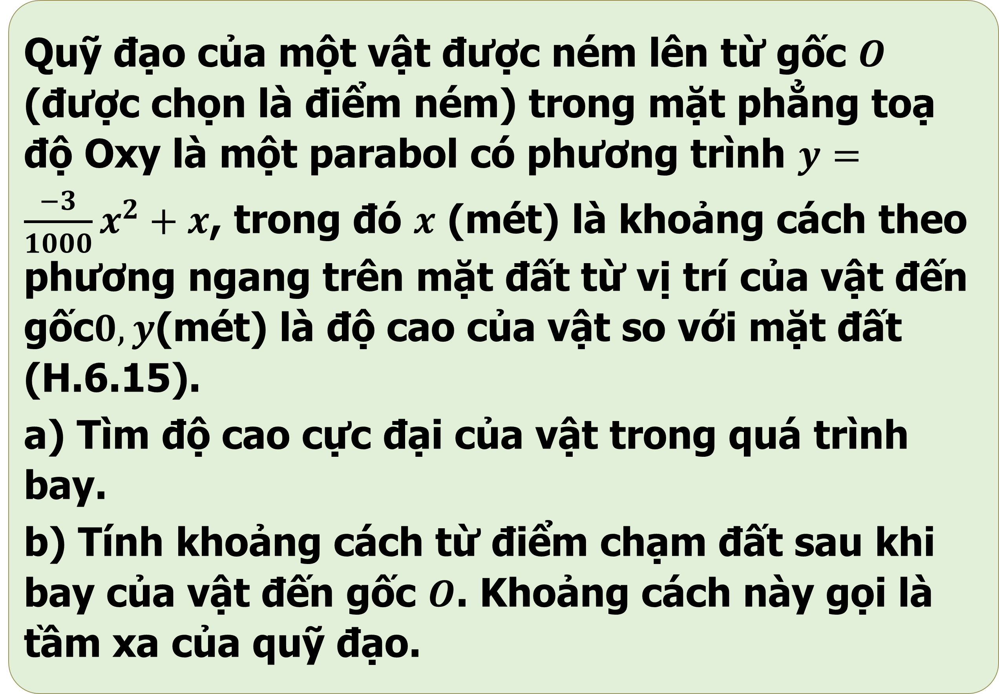 Quỹ đạo của một vật được ném lên từ gốc O
(được chọn là điểm ném) trong mặt phẳng toạ
độ Oxy là một parabol có phương trình y =
−3/1000 x² + x, trong đó x (mét) là khoảng cách theo
phương ngang trên mặt đất từ vị trí của vật đến
gốc0, y(mét) là độ cao của vật so với mặt đất
(H.6.15).
a) Tìm độ cao cực đại của vật trong quá trình
bay.
b) Tính khoảng cách từ điểm chạm đất sau khi
bay của vật đến gốc O. Khoảng cách này gọi là
tầm xa của quỹ đạo.